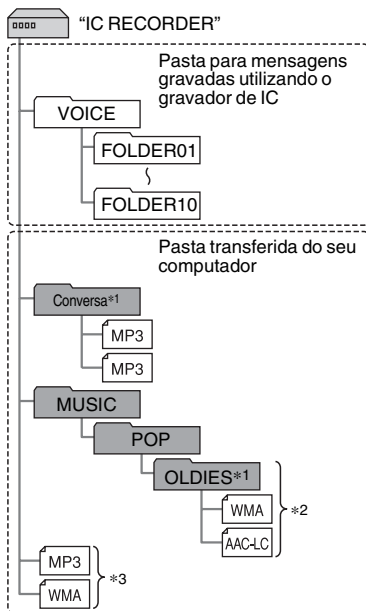 “IC RECORDER”
Pasta para mensagens
gravadas utilizando o
gravador de IC
VOICE
FOLDER01
FOLDER10
Pasta transferida do seu
computador
Conversa*1
MP3
MP3
MUSIC
POP
OLDIES*1
WMA
*2
AAC-LC
MP3
*3
WMA